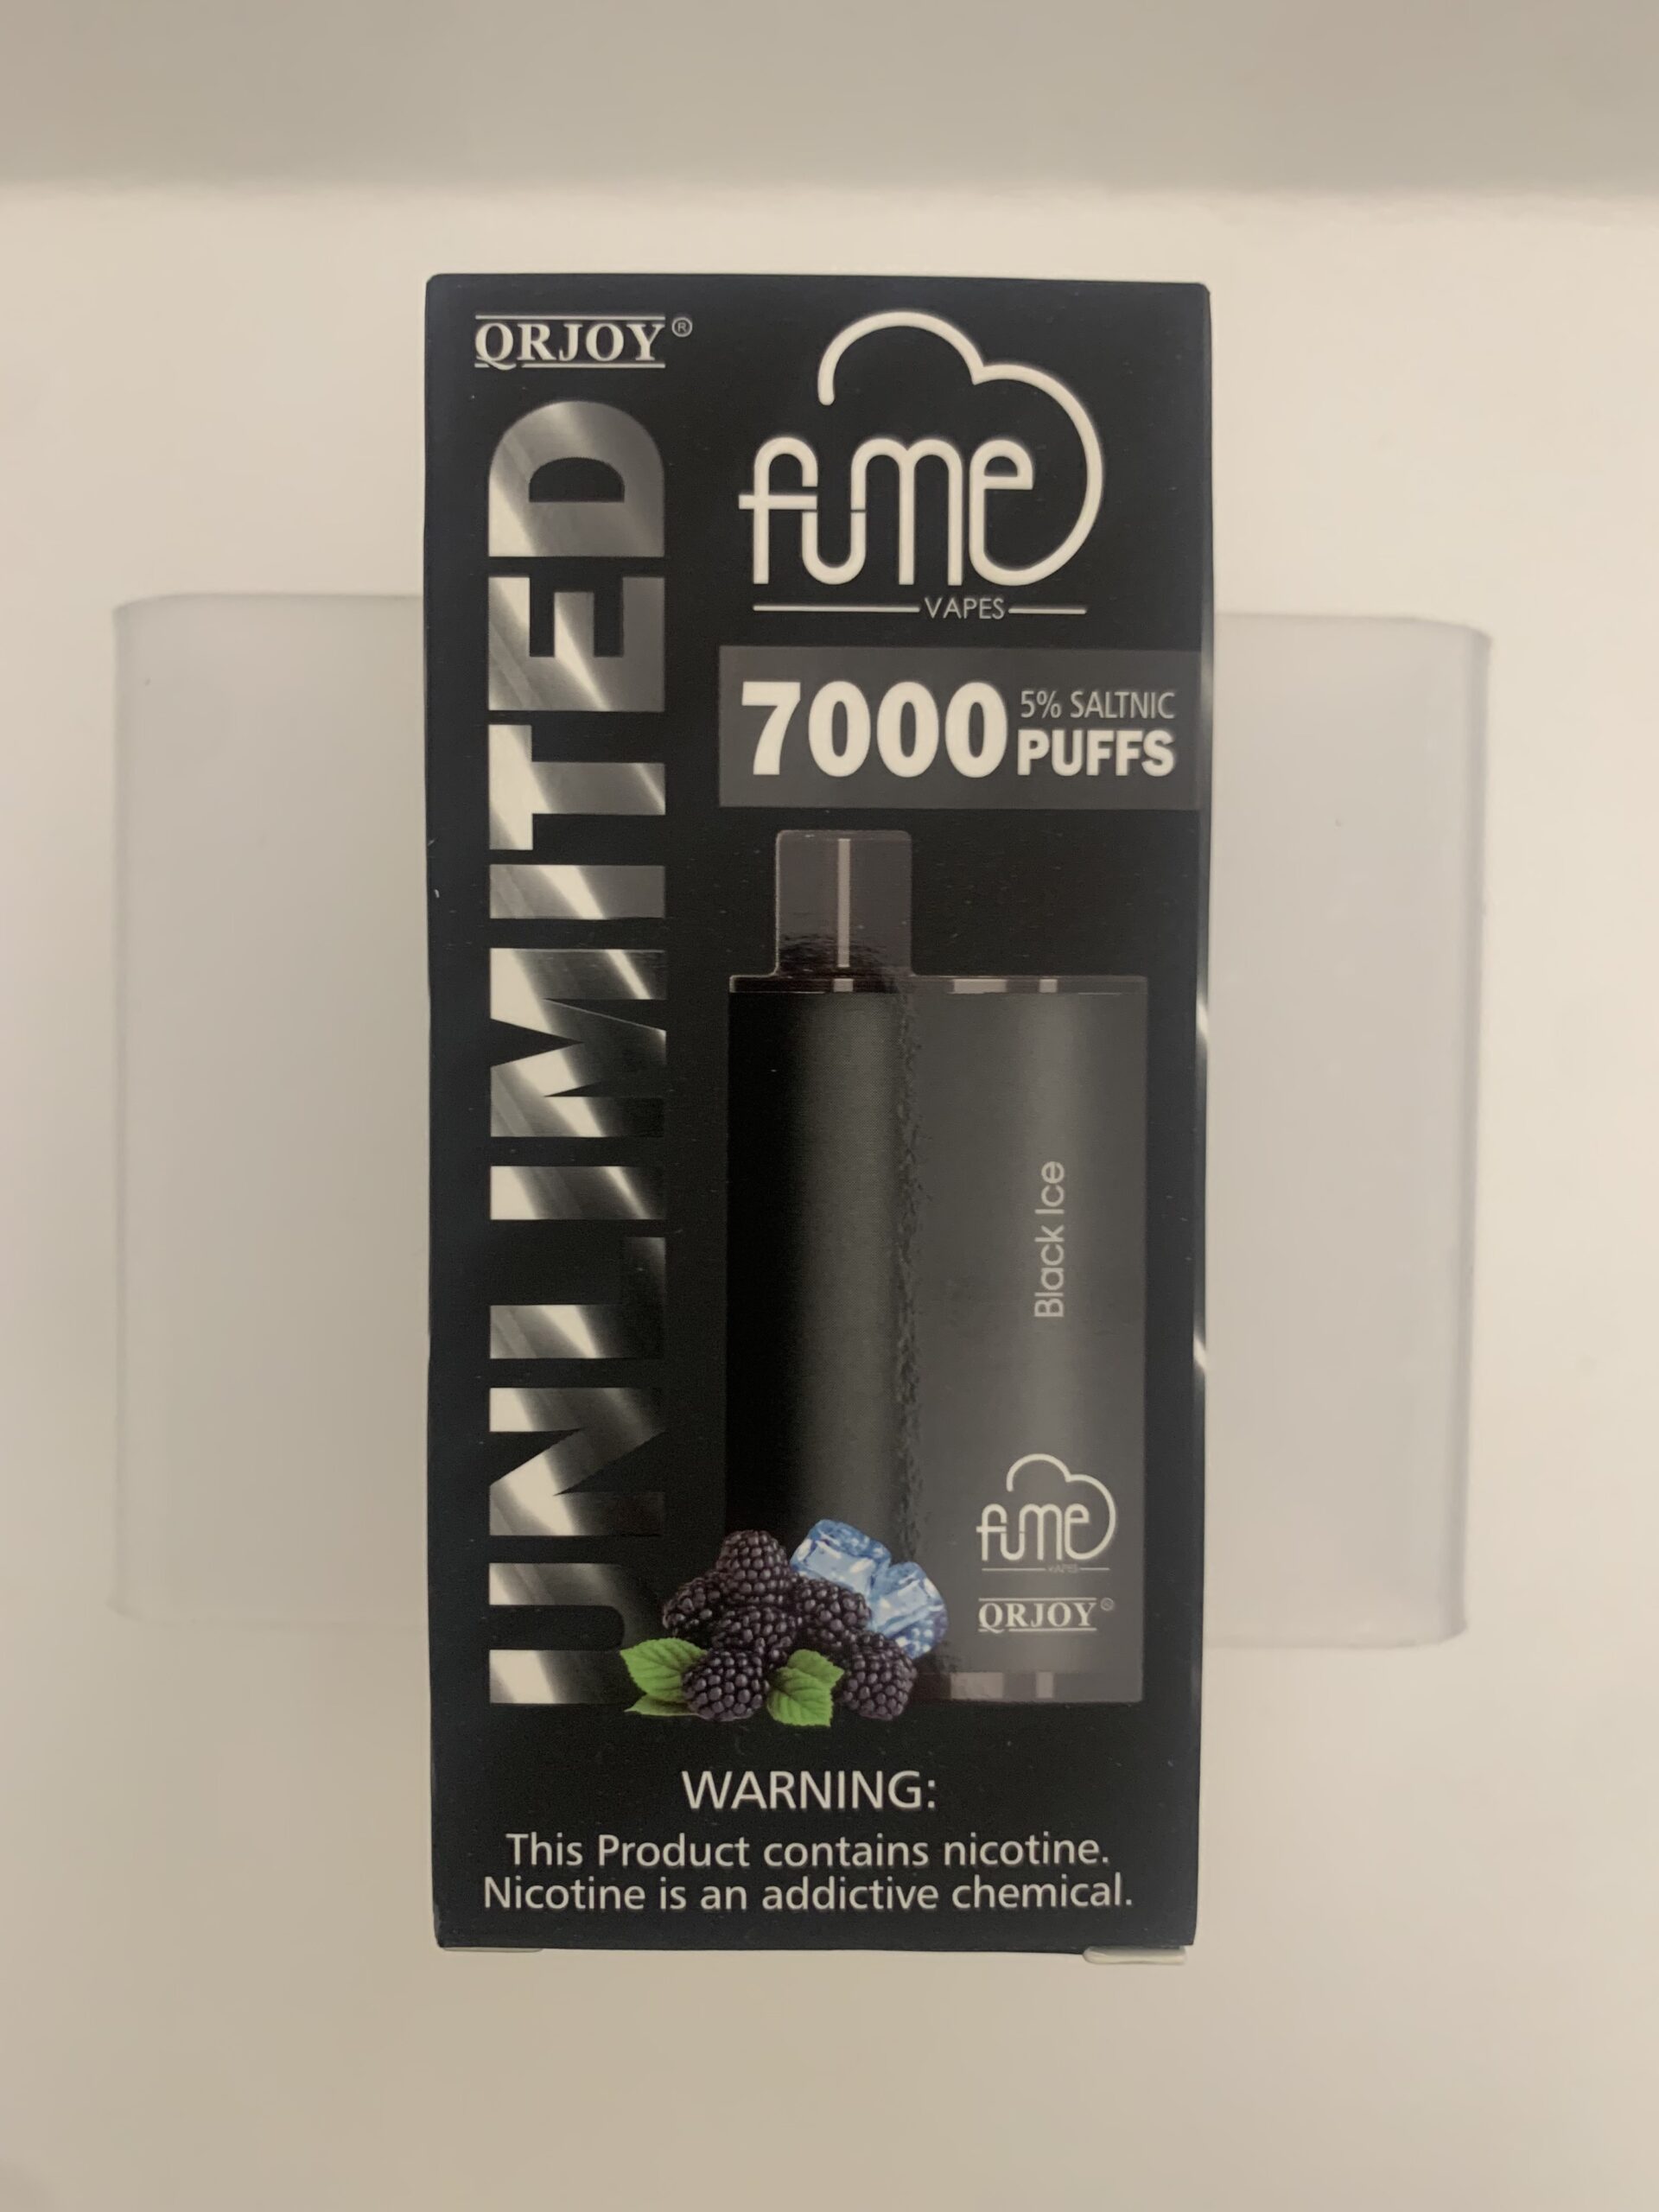 QRJOY®
UNLIMITED
fume
VAPES
7000
5% SALTNIC
PUFFS
Black Ice
fume
VAPES
QRJOY®
WARNING:
This Product contains nicotine.
Nicotine is an addictive chemical.